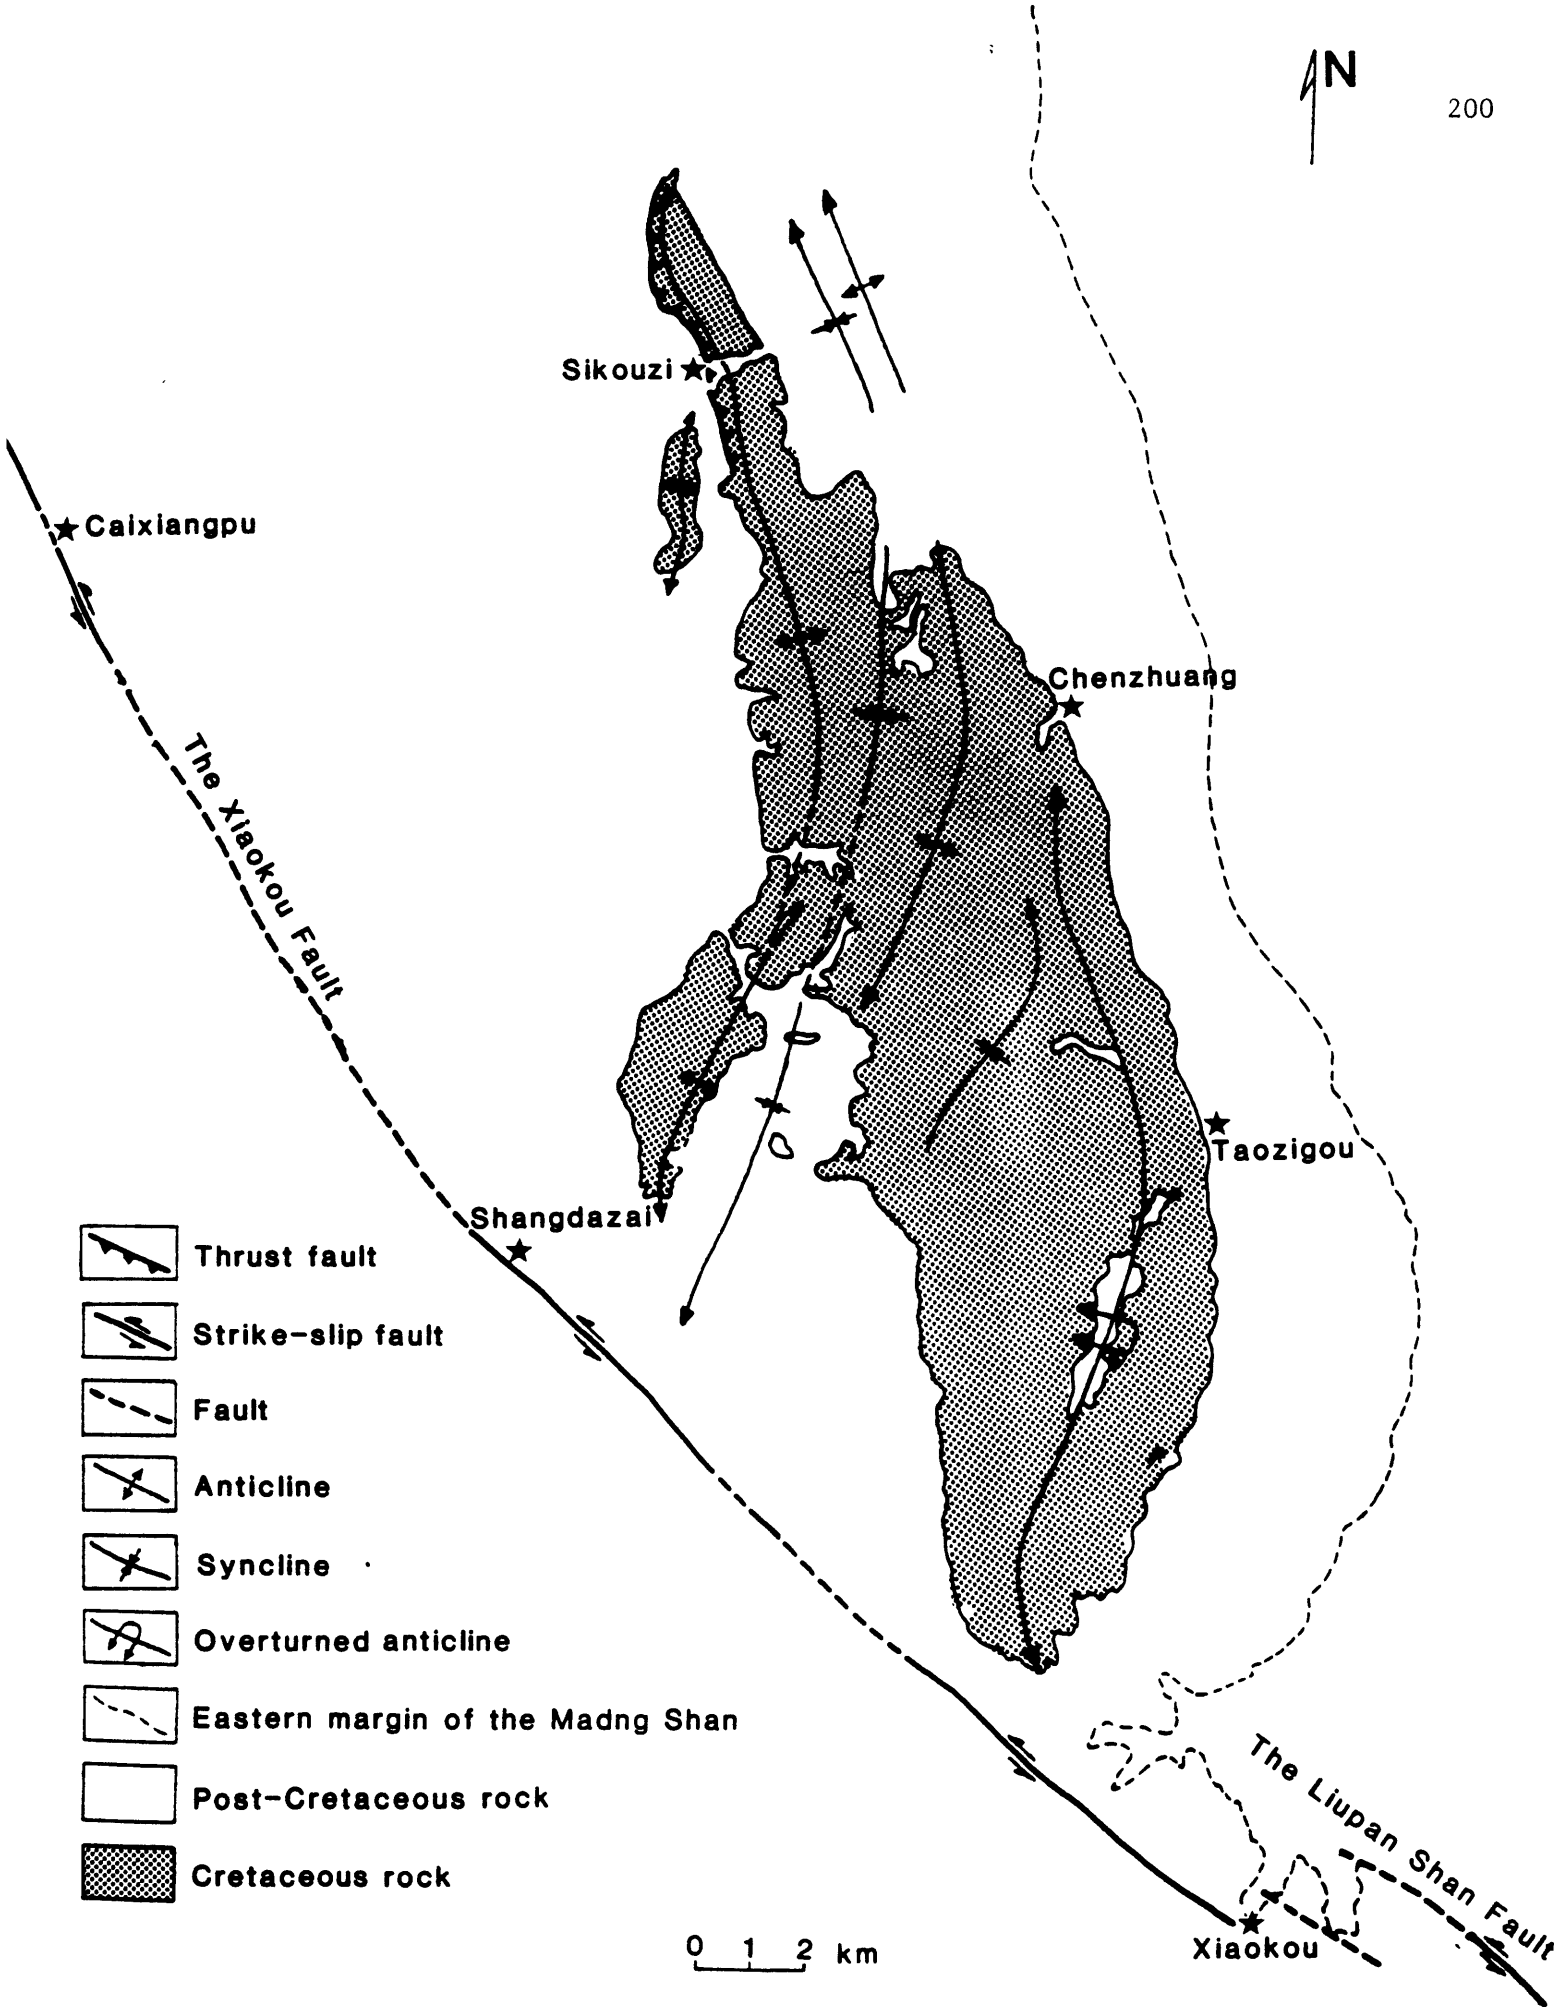 N
200
Sikouzi
Caixiangpu
Chenzhuang
The Xiaokou Fault
Taozigou
Shangdazai
Thrust fault
Strike-slip fault
Fault
Anticline
Syncline
Overturned anticline
Eastern margin of the Madng Shan
Post-Cretaceous rock
Cretaceous rock
The Liupan Shan Fault
Xiaokou
0 1 2 km